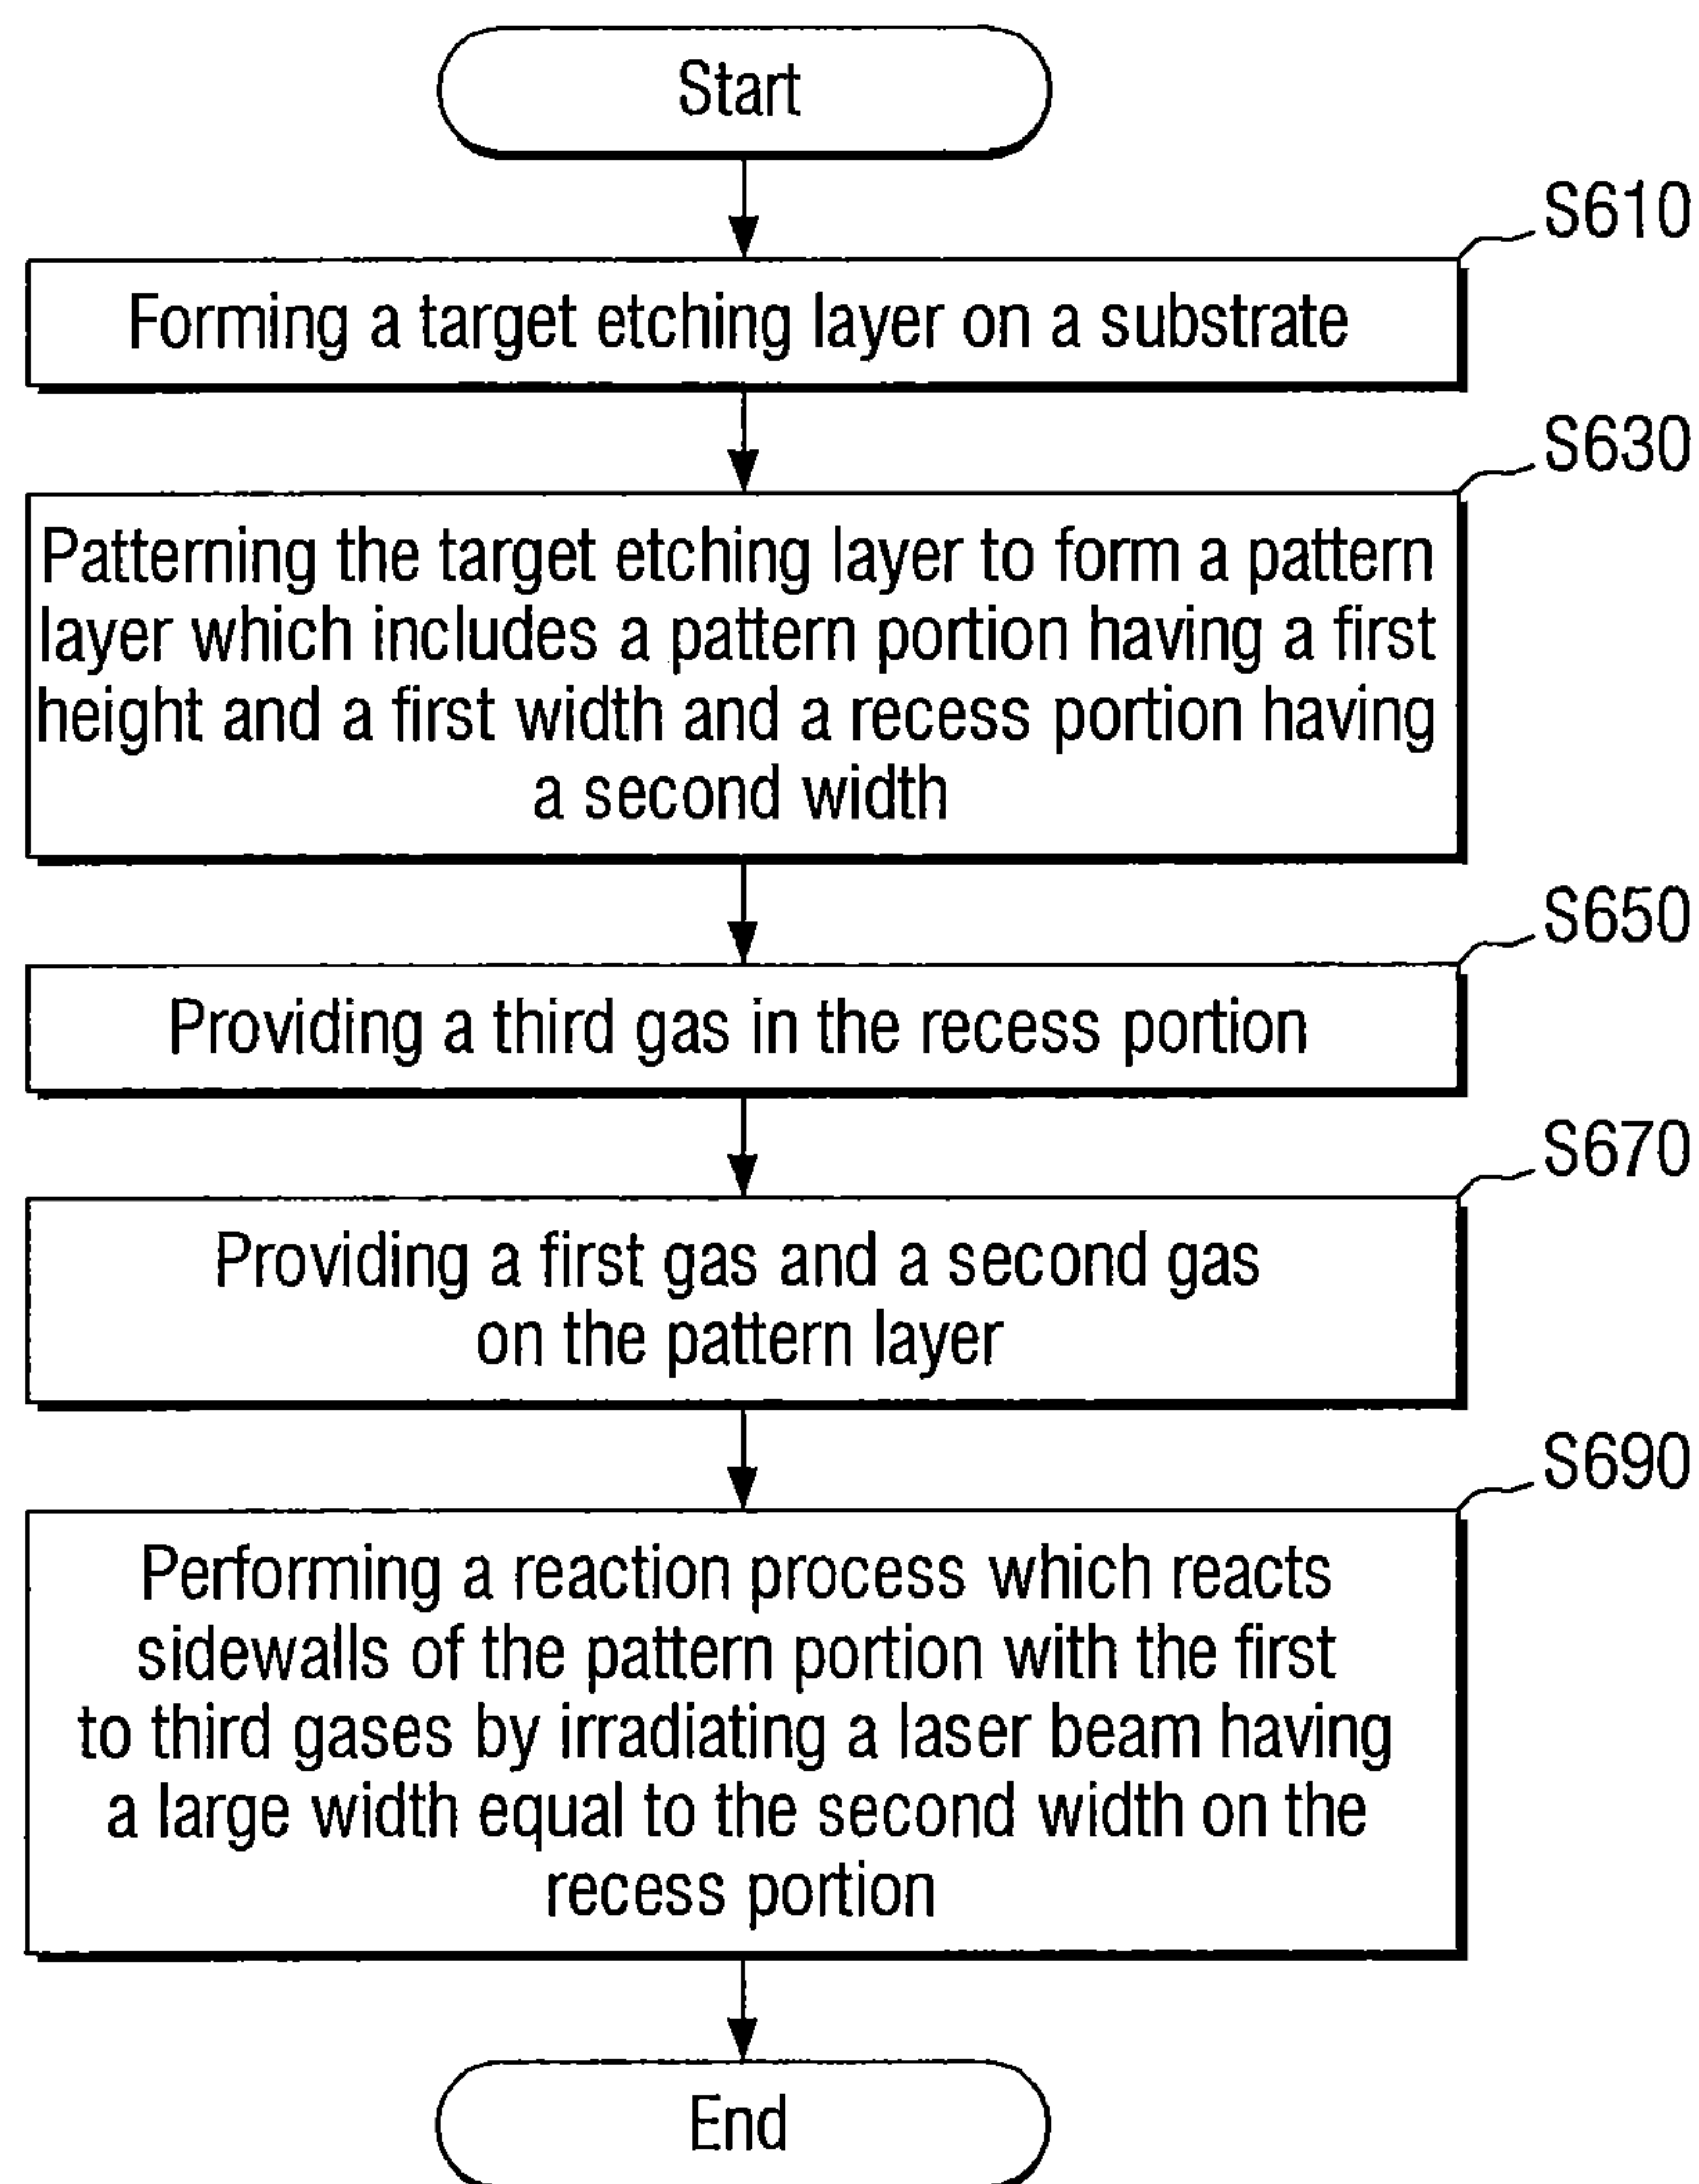 Start
S610
Forming a target etching layer on a substrate
S630
Patterning the target etching layer to form a pattern
layer which includes a pattern portion having a first
height and a first width and a recess portion having
a second width
S650
Providing a third gas in the recess portion
S670
Providing a first gas and a second gas
on the pattern layer
S690
Performing a reaction process which reacts
sidewalls of the pattern portion with the first
to third gases by irradiating a laser beam having
a large width equal to the second width on the
recess portion
End